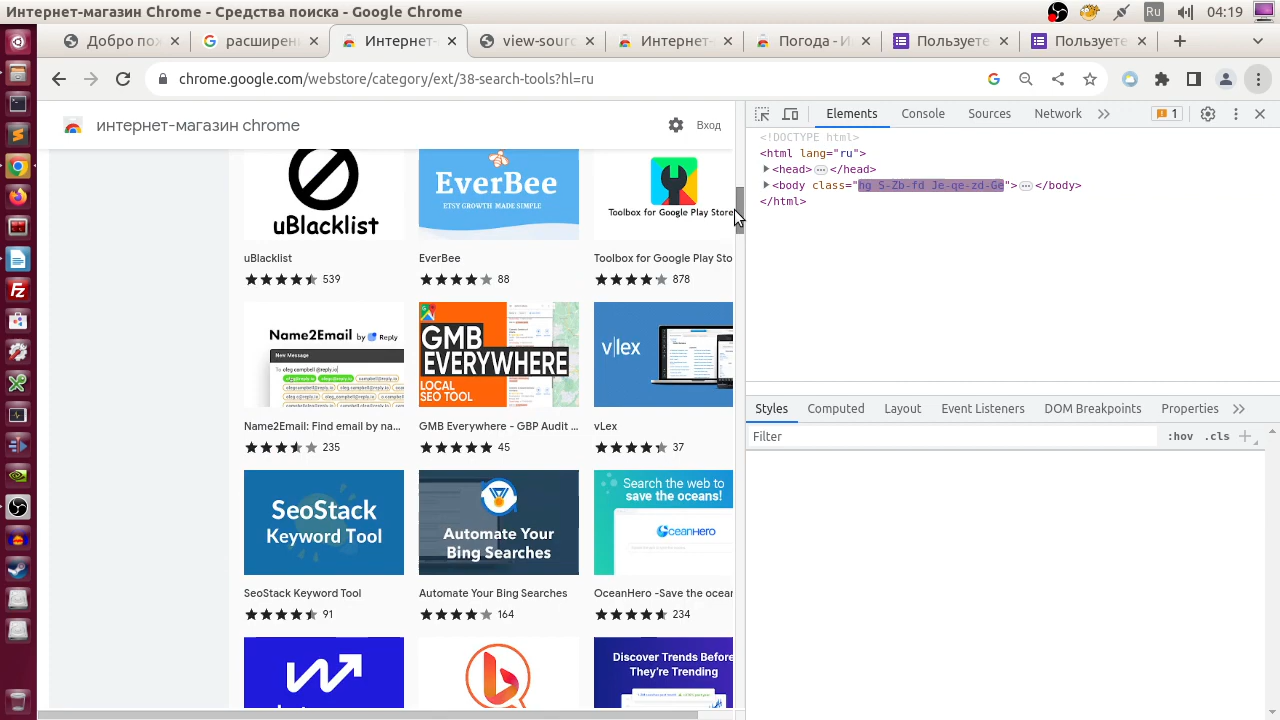 Интернет-магазин Chrome - Средства поиска - Google Chrome
Ru
04:19
Добро пож
расширен
Интернет-
view-sourc
Интернет-
Погода - И
Пользуете
Пользуете
chrome.google.com/webstore/category/ext/38-search-tools?hl=ru
интернет-магазин chrome
Вход
Elements
Console
Sources
Network
1
<!DOCTYPE html>
<html lang="ru">
<head> </head>
<body class="hg S-Zb-fd Je-qe-zd-Ge"> </body>
</html>
uBlacklist
EverBee
ETSY GROWTH MADE SIMPLE
Toolbox for Google Play Store
uBlacklist
539
EverBee
88
Toolbox for Google Play Sto
878
Name2Email by Reply
New Message
GMB
EVERYWHERE
LOCAL
SEO TOOL
v|lex
Name2Email: Find email by na...
235
GMB Everywhere - GBP Audit ...
45
vLex
37
SeoStack
Keyword Tool
Automate Your
Bing Searches
Search the web to
save the oceans!
OceanHero
SeoStack Keyword Tool
91
Automate Your Bing Searches
164
OceanHero -Save the ocear
234
Discover Trends Before
They're Trending
Styles
Computed
Layout
Event Listeners
DOM Breakpoints
Properties
Filter
:hov
.cls